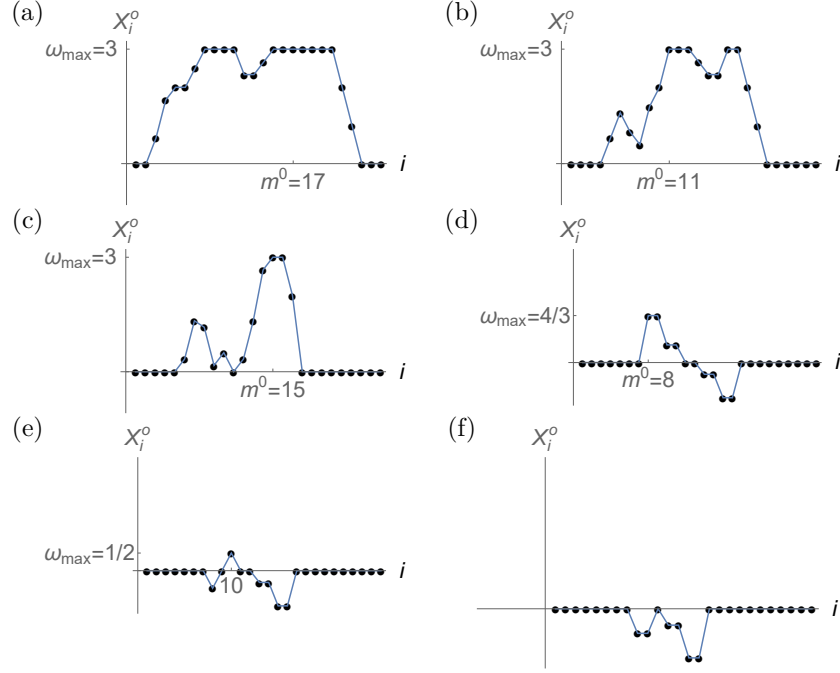 (a)
X_i^o
ω_max=3
m^0=17
i
(b)
X_i^o
ω_max=3
m^0=11
i
(c)
X_i^o
ω_max=3
m^0=15
i
(d)
X_i^o
ω_max=4/3
m^0=8
i
(e)
X_i^o
ω_max=1/2
10
i
(f)
X_i^o
i